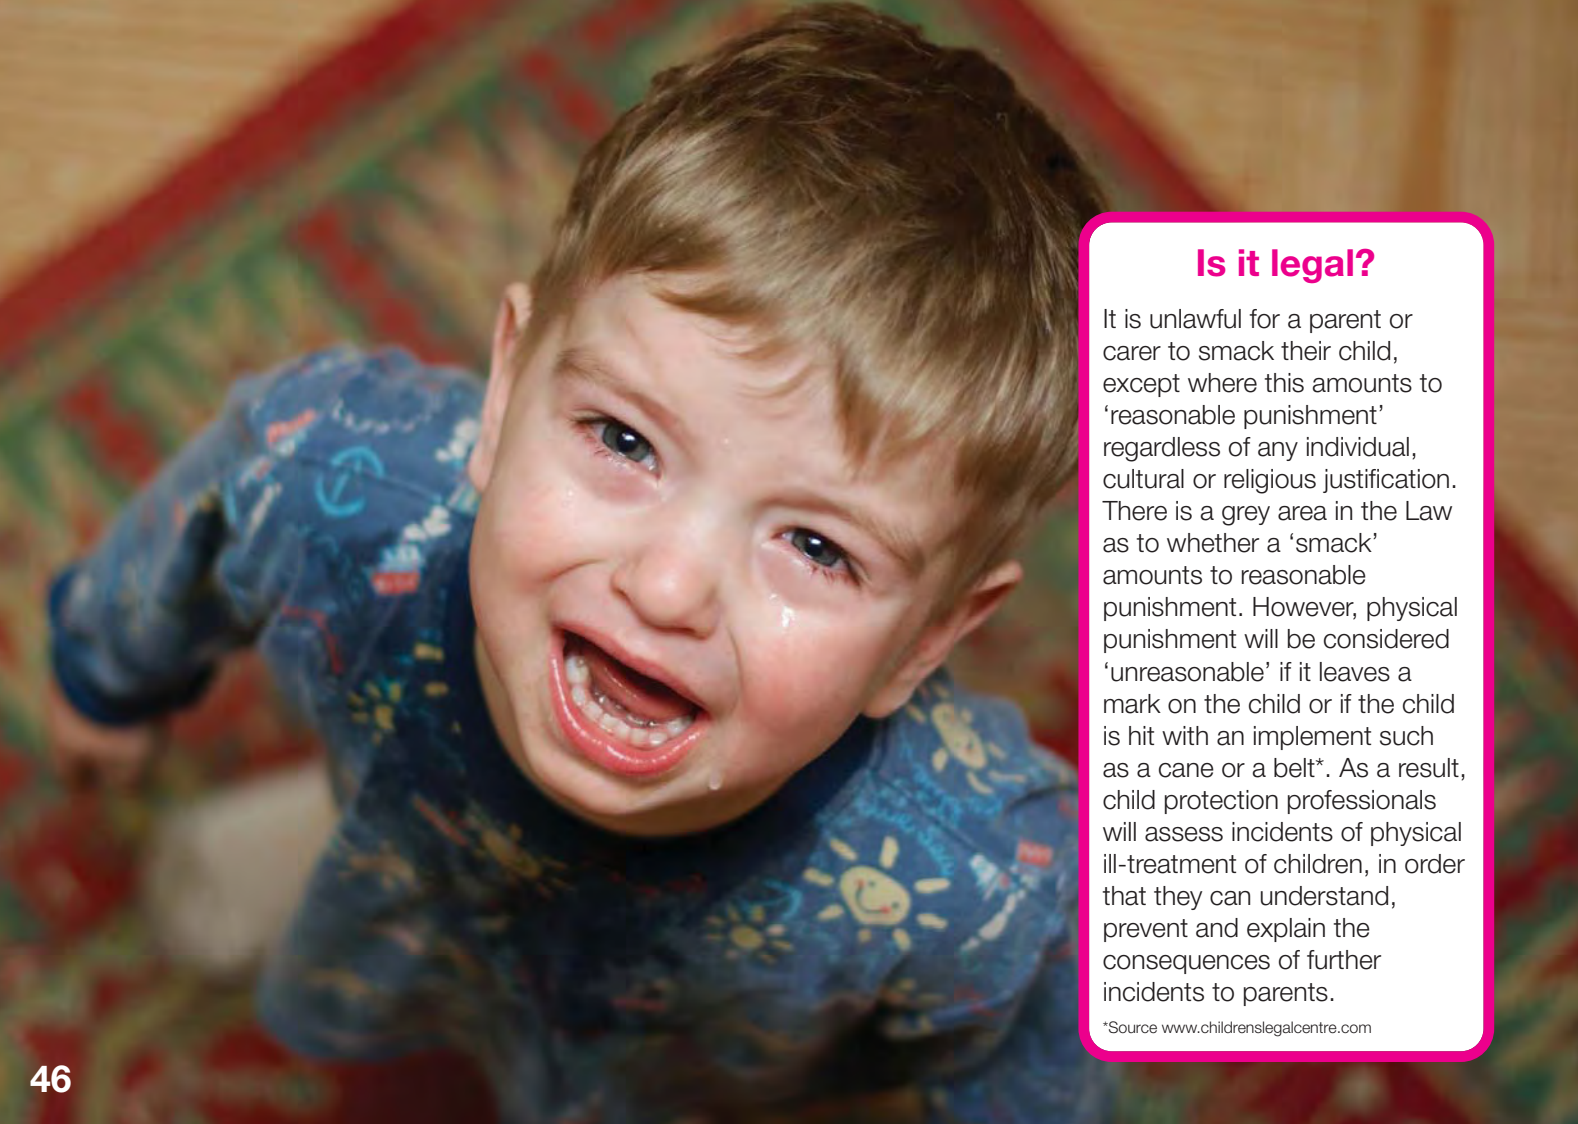 Is it legal?
It is unlawful for a parent or
carer to smack their child,
except where this amounts to
‘reasonable punishment’
regardless of any individual,
cultural or religious justification.
There is a grey area in the Law
as to whether a ‘smack’
amounts to reasonable
punishment. However, physical
punishment will be considered
‘unreasonable’ if it leaves a
mark on the child or if the child
is hit with an implement such
as a cane or a belt*. As a result,
child protection professionals
will assess incidents of physical
ill-treatment of children, in order
that they can understand,
prevent and explain the
consequences of further
incidents to parents.
*Source www.childrenslegalcentre.com
46